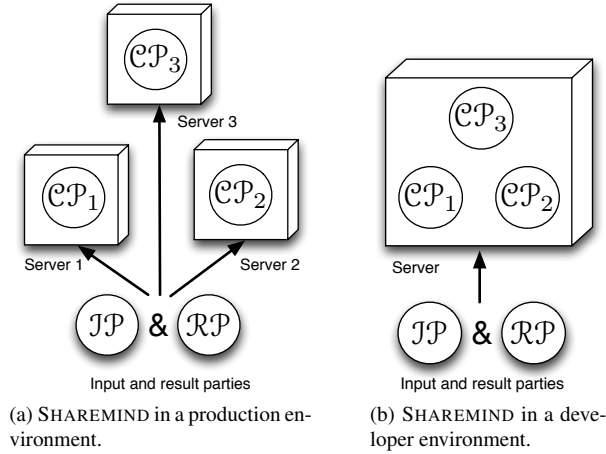 CP3
Server 3
CP1
CP2
Server 1
Server 2
IP & RP
Input and result parties
(a) SHAREMIND in a production en-
vironment.
CP3
CP1
CP2
Server
IP & RP
Input and result parties
(b) SHAREMIND in a deve-
loper environment.